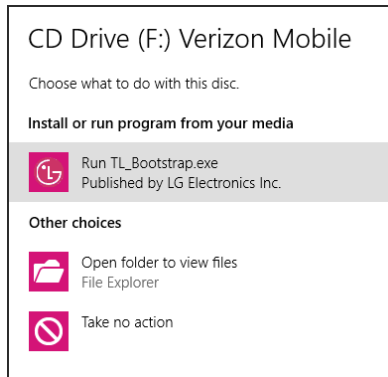 CD Drive (F:) Verizon Mobile
Choose what to do with this disc.
Install or run program from your media
Run TL_Bootstrap.exe
Published by LG Electronics Inc.
Other choices
Open folder to view files
File Explorer
Take no action